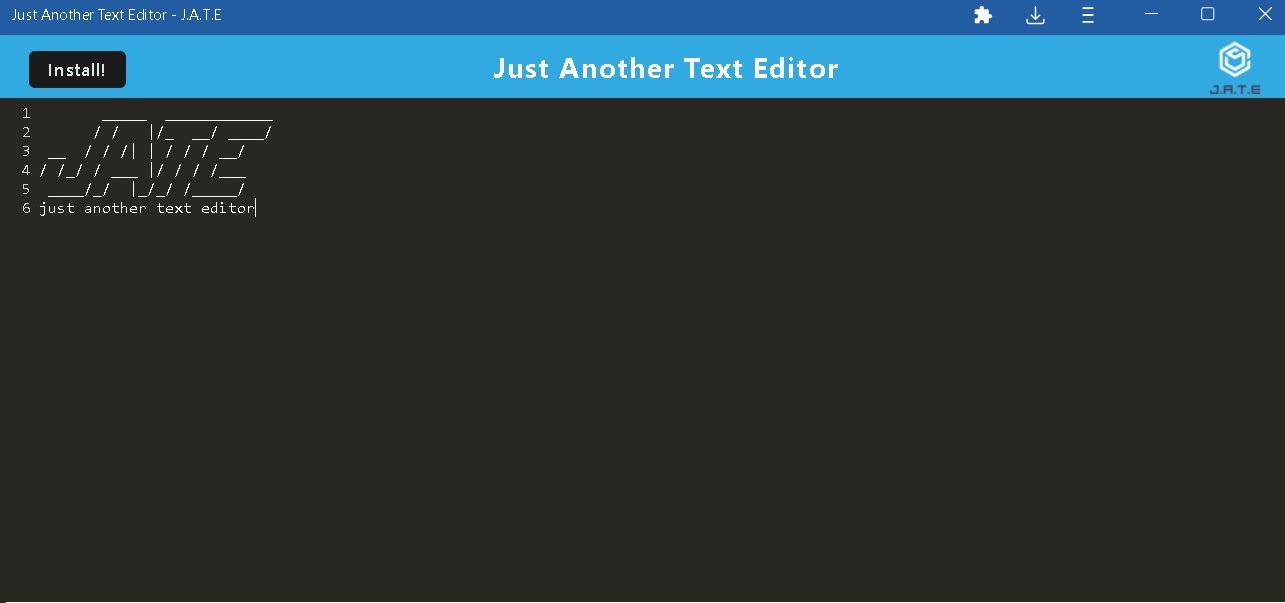 Just Another Text Editor - J.A.T.E
Install!
Just Another Text Editor
J.A.T.E
1        _____  ____________
2       / /   |/_  __/ ____/
3  __  / / /| | / / / __/
4 / /_/ / ___ |/ / / /___
5  ____/_/  |_/_/ /_____/
6 just another text editor